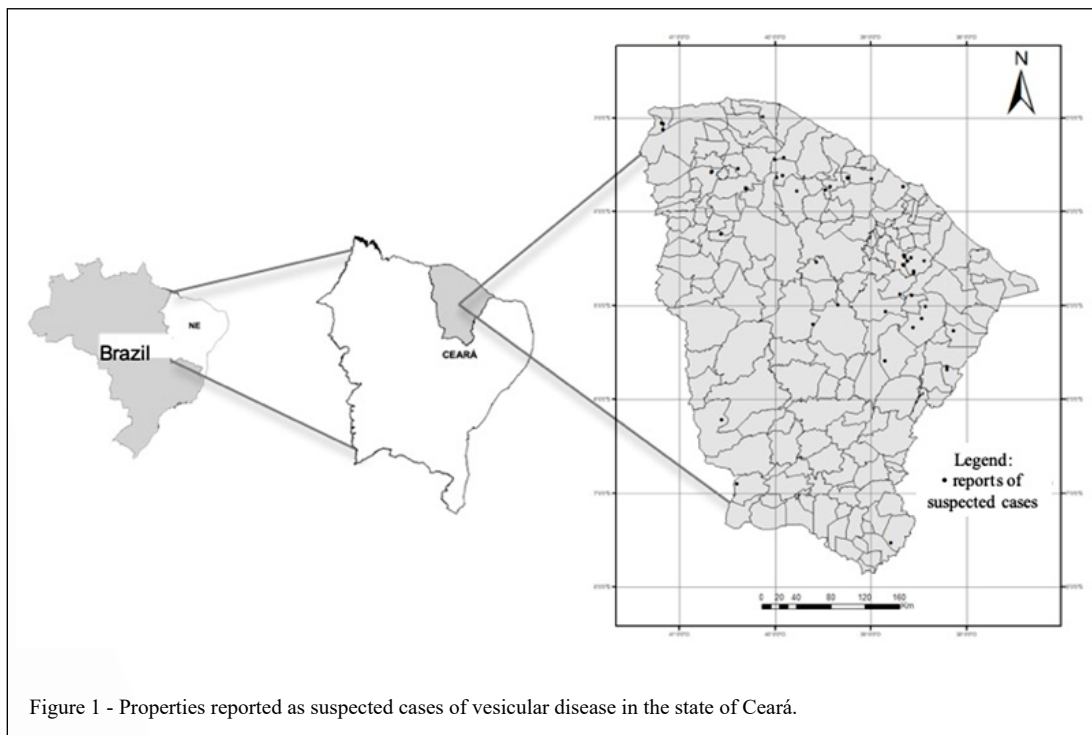 N
NE
Brazil
CEARÁ
Legend:
• reports of
suspected cases
0 20 40 80 120 160
Km
Figure 1 - Properties reported as suspected cases of vesicular disease in the state of Ceará.